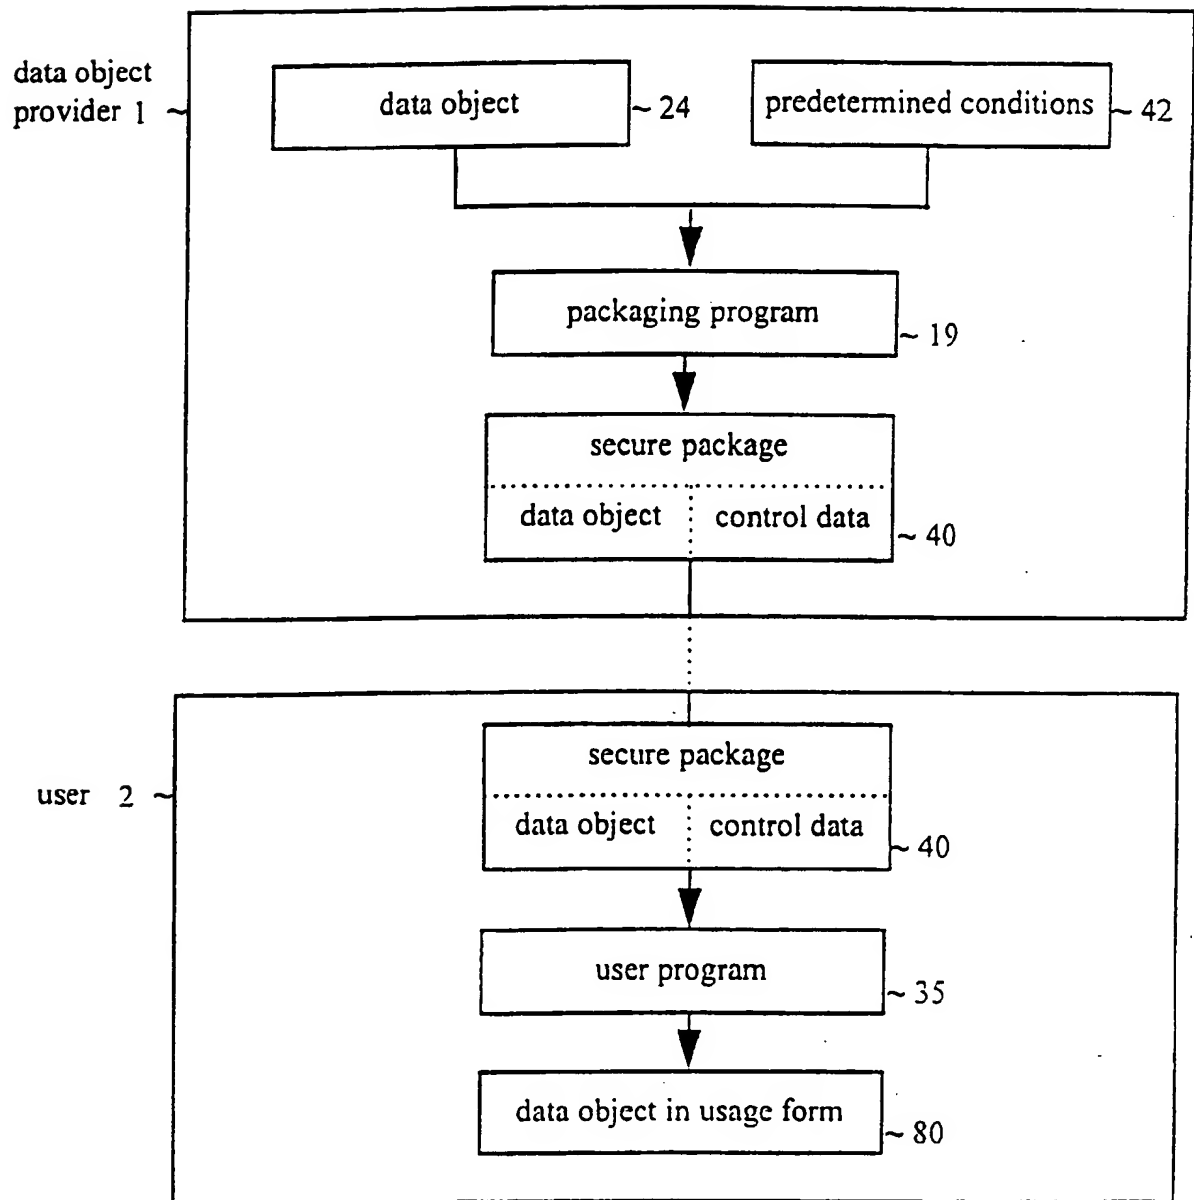 data object
provider 1 ~
data object ~ 24
predetermined conditions ~ 42
packaging program ~ 19
secure package
data object control data ~ 40
user 2 ~
secure package
data object control data ~ 40
user program ~ 35
data object in usage form ~ 80